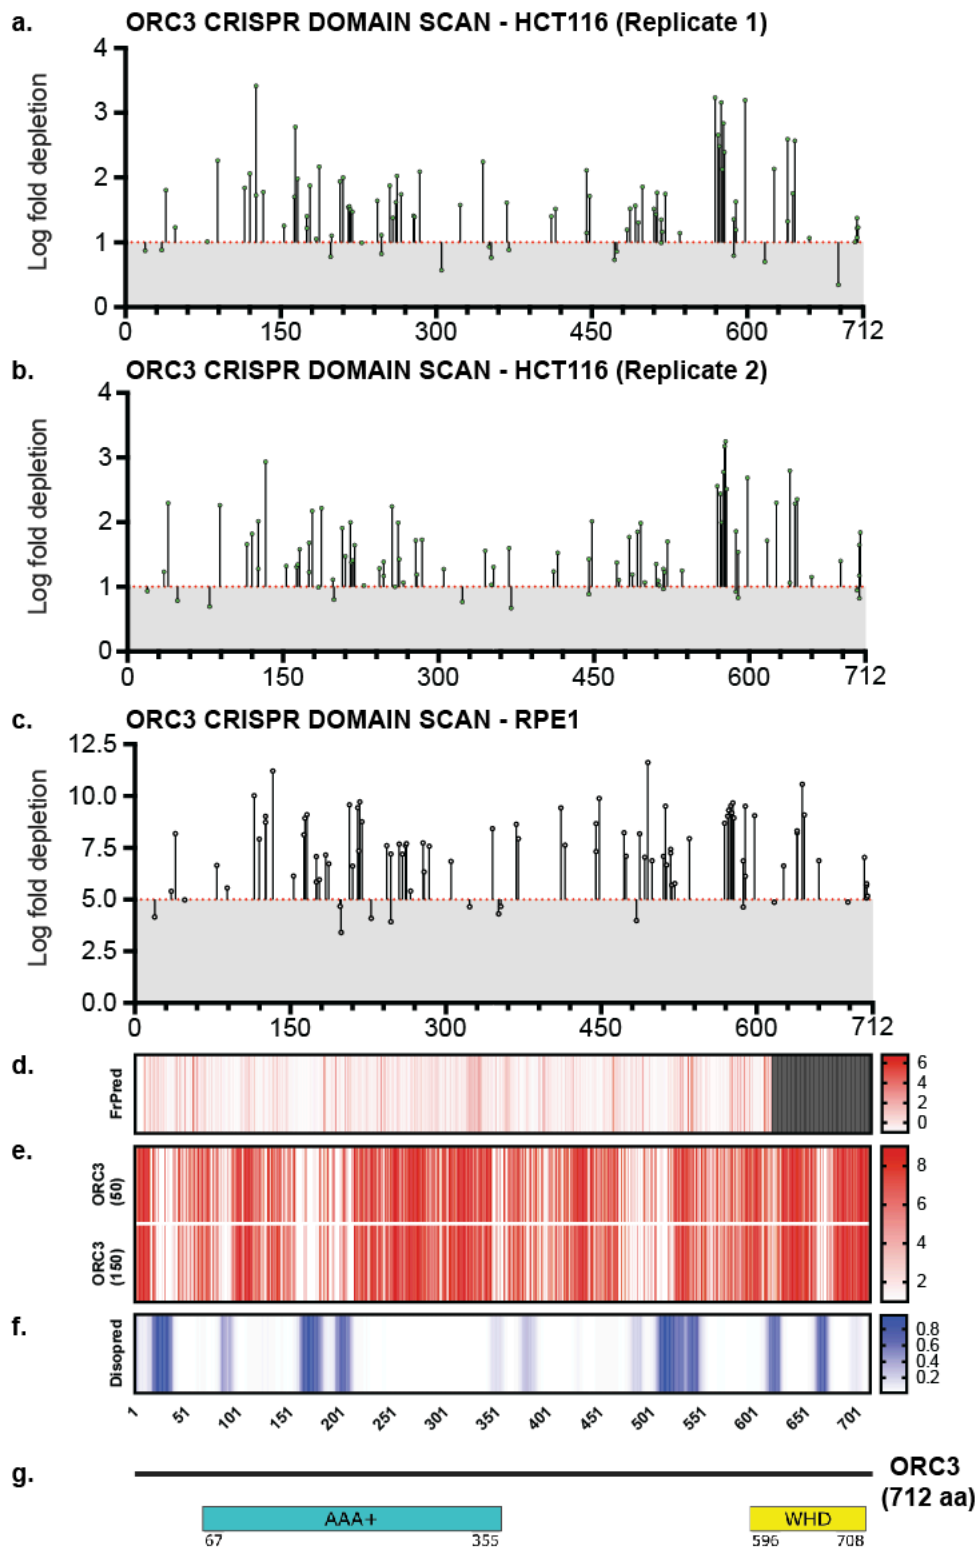 a. ORC3 CRISPR DOMAIN SCAN - HCT116 (Replicate 1)
Log fold depletion
4
3
2
1
0
0 150 300 450 600 712
b. ORC3 CRISPR DOMAIN SCAN - HCT116 (Replicate 2)
Log fold depletion
4
3
2
1
0
0 150 300 450 600 712
c. ORC3 CRISPR DOMAIN SCAN - RPE1
Log fold depletion
12.5
10.0
7.5
5.0
2.5
0.0
0 150 300 450 600 712
d.
FrPred
6
4
2
0
e.
ORC3
(50)
ORC3
(150)
8
6
4
2
f.
Disopred
0.8
0.6
0.4
0.2
1 51 101 151 201 251 301 351 401 451 501 551 601 651 701
g.
ORC3
(712 aa)
AAA+
67 355
WHD
596 708